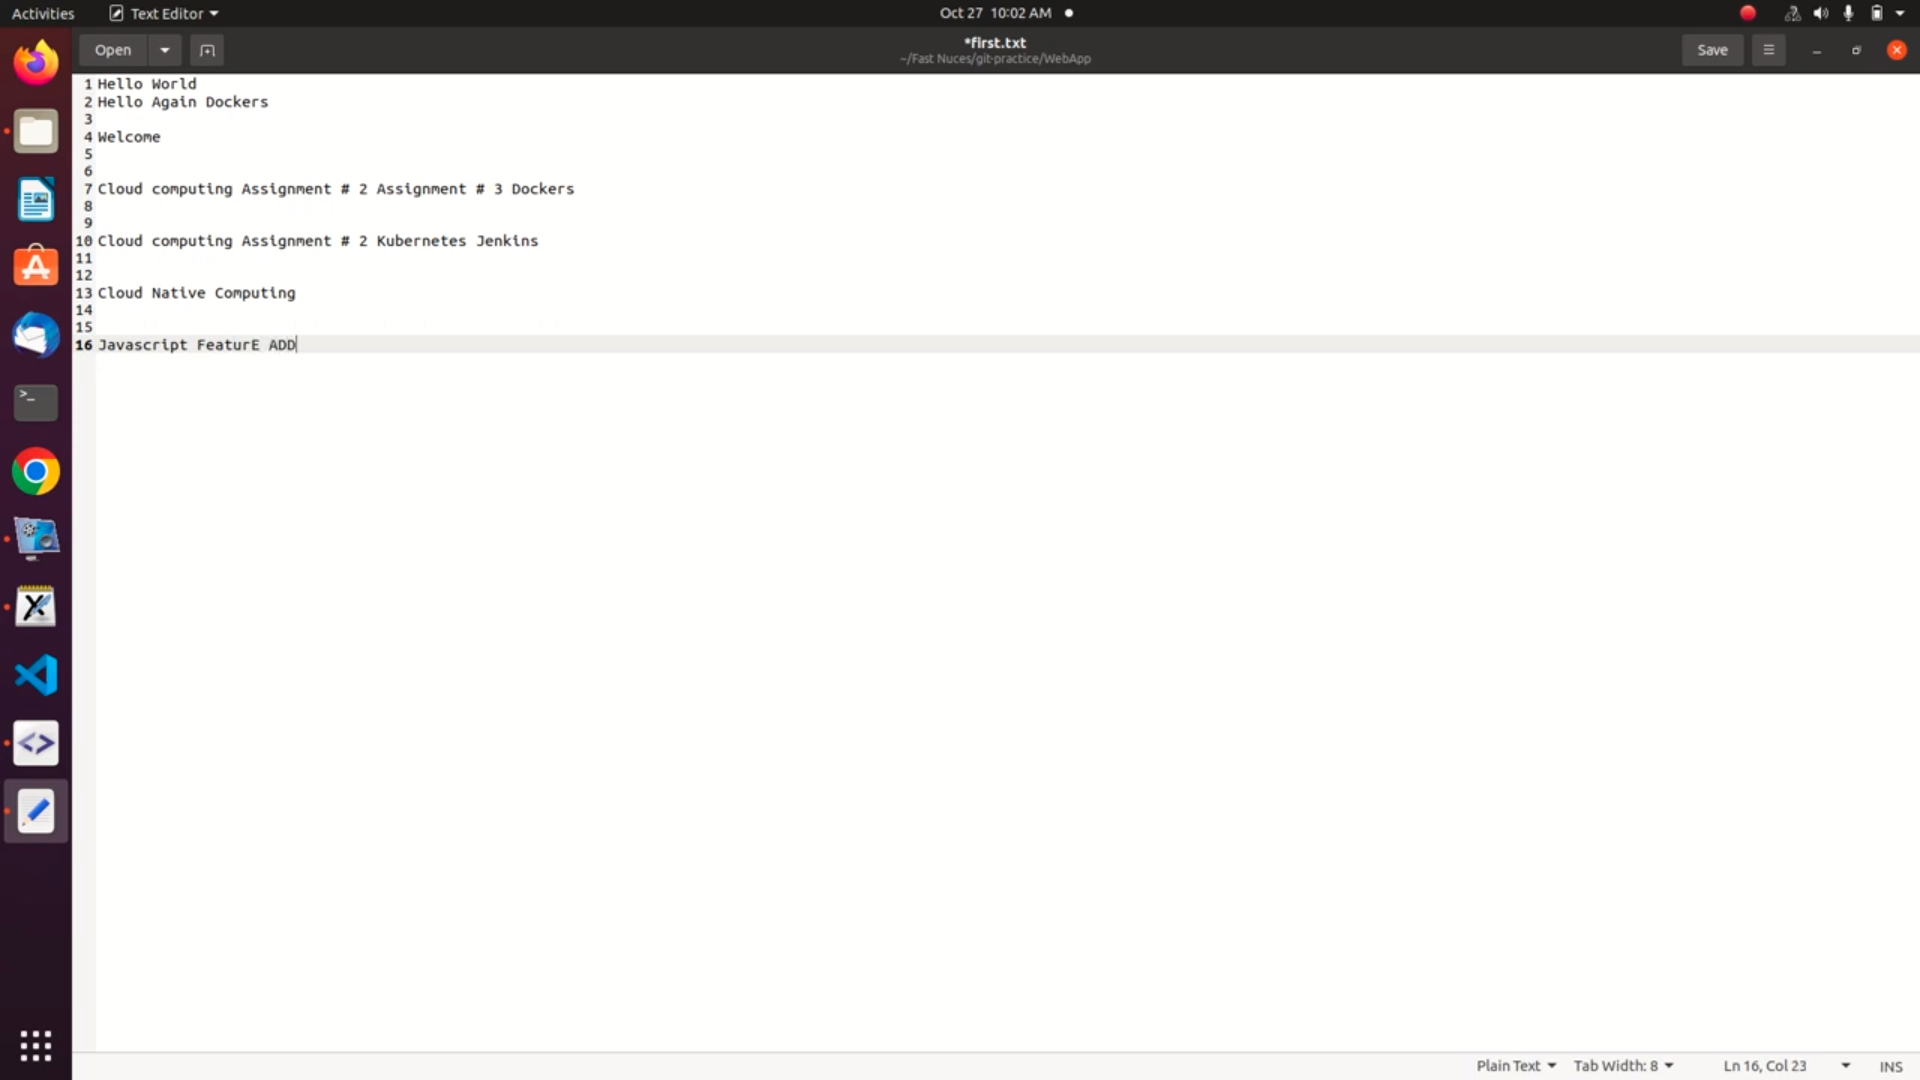 Activities Text Editor Oct 27 10:02 AM
Open *first.txt Save
~/Fast Nuces/git-practice/WebApp
1 Hello World
2 Hello Again Dockers
3
4 Welcome
5
6
7 Cloud computing Assignment # 2 Assignment # 3 Dockers
8
9
10 Cloud computing Assignment # 2 Kubernetes Jenkins
11
12
13 Cloud Native Computing
14
15
16 Javascript FeaturE ADD
Plain Text Tab Width: 8 Ln 16, Col 23 INS